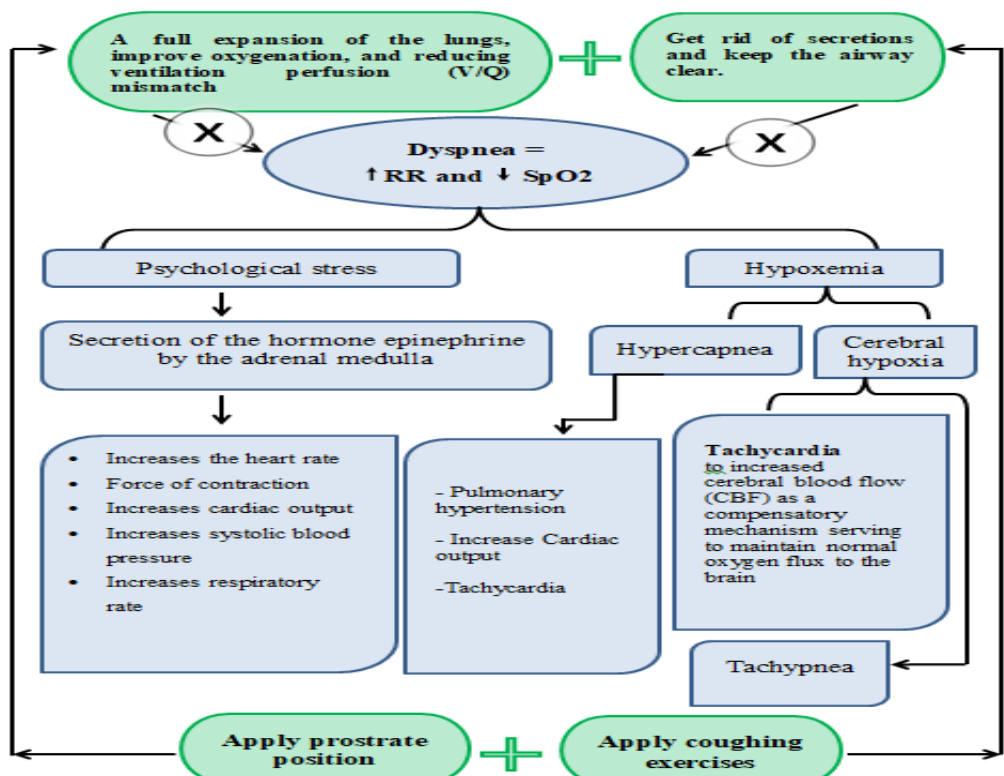 A full expansion of the lungs,
improve oxygenation, and reducing
ventilation perfusion (V/Q)
mismatch
Get rid of secretions
and keep the airway
clear.
X
X
Dyspnea =
↑ RR and ↓ SpO2
Psychological stress
Hypoxemia
Secretion of the hormone epinephrine
by the adrenal medulla
Hypercapnea
Cerebral
hypoxia
• Increases the heart rate
• Force of contraction
• Increases cardiac output
• Increases systolic blood
pressure
• Increases respiratory
rate
- Pulmonary
hypertension
- Increase Cardiac
output
-Tachycardia
Tachycardia
to increased
cerebral blood flow
(CBF) as a
compensatory
mechanism serving
to maintain normal
oxygen flux to the
brain
Tachypnea
Apply prostrate
position
Apply coughing
exercises